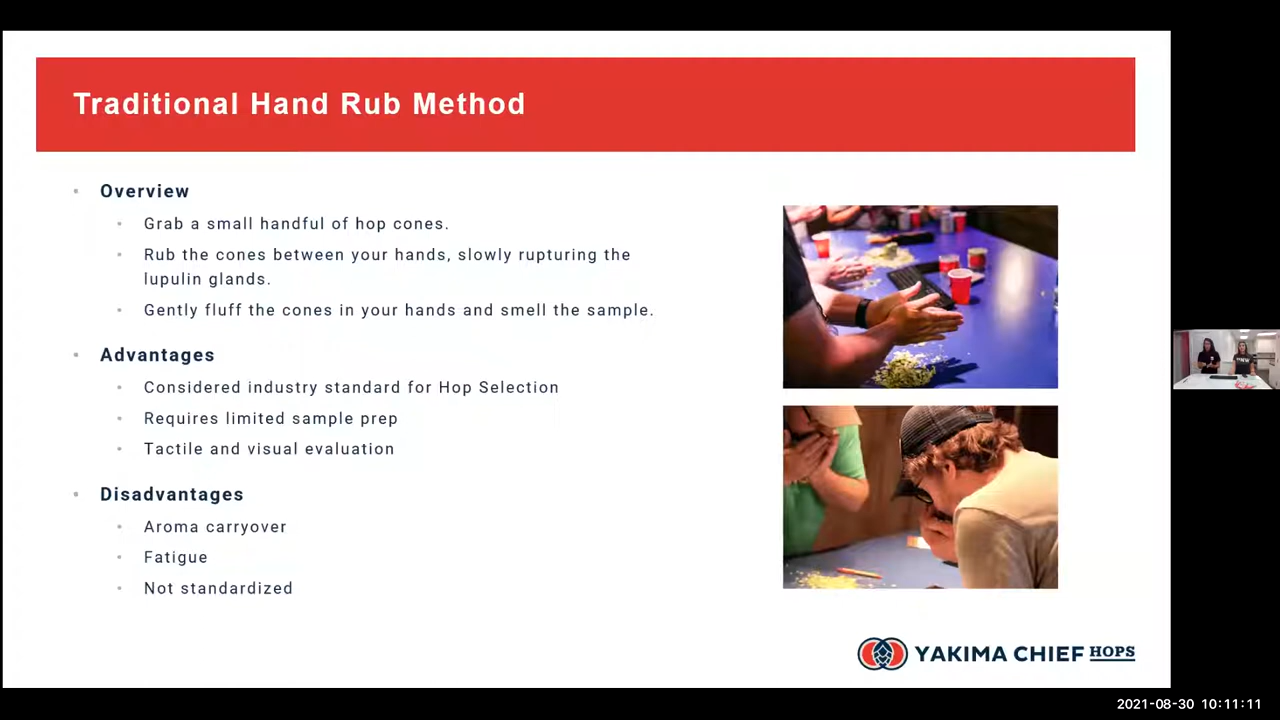 Traditional Hand Rub Method
Overview
Grab a small handful of hop cones.
Rub the cones between your hands, slowly rupturing the
lupulin glands.
Gently fluff the cones in your hands and smell the sample.
Advantages
Considered industry standard for Hop Selection
Requires limited sample prep
Tactile and visual evaluation
Disadvantages
Aroma carryover
Fatigue
Not standardized
YAKIMA CHIEF HOPS
2021-08-30 10:11:11